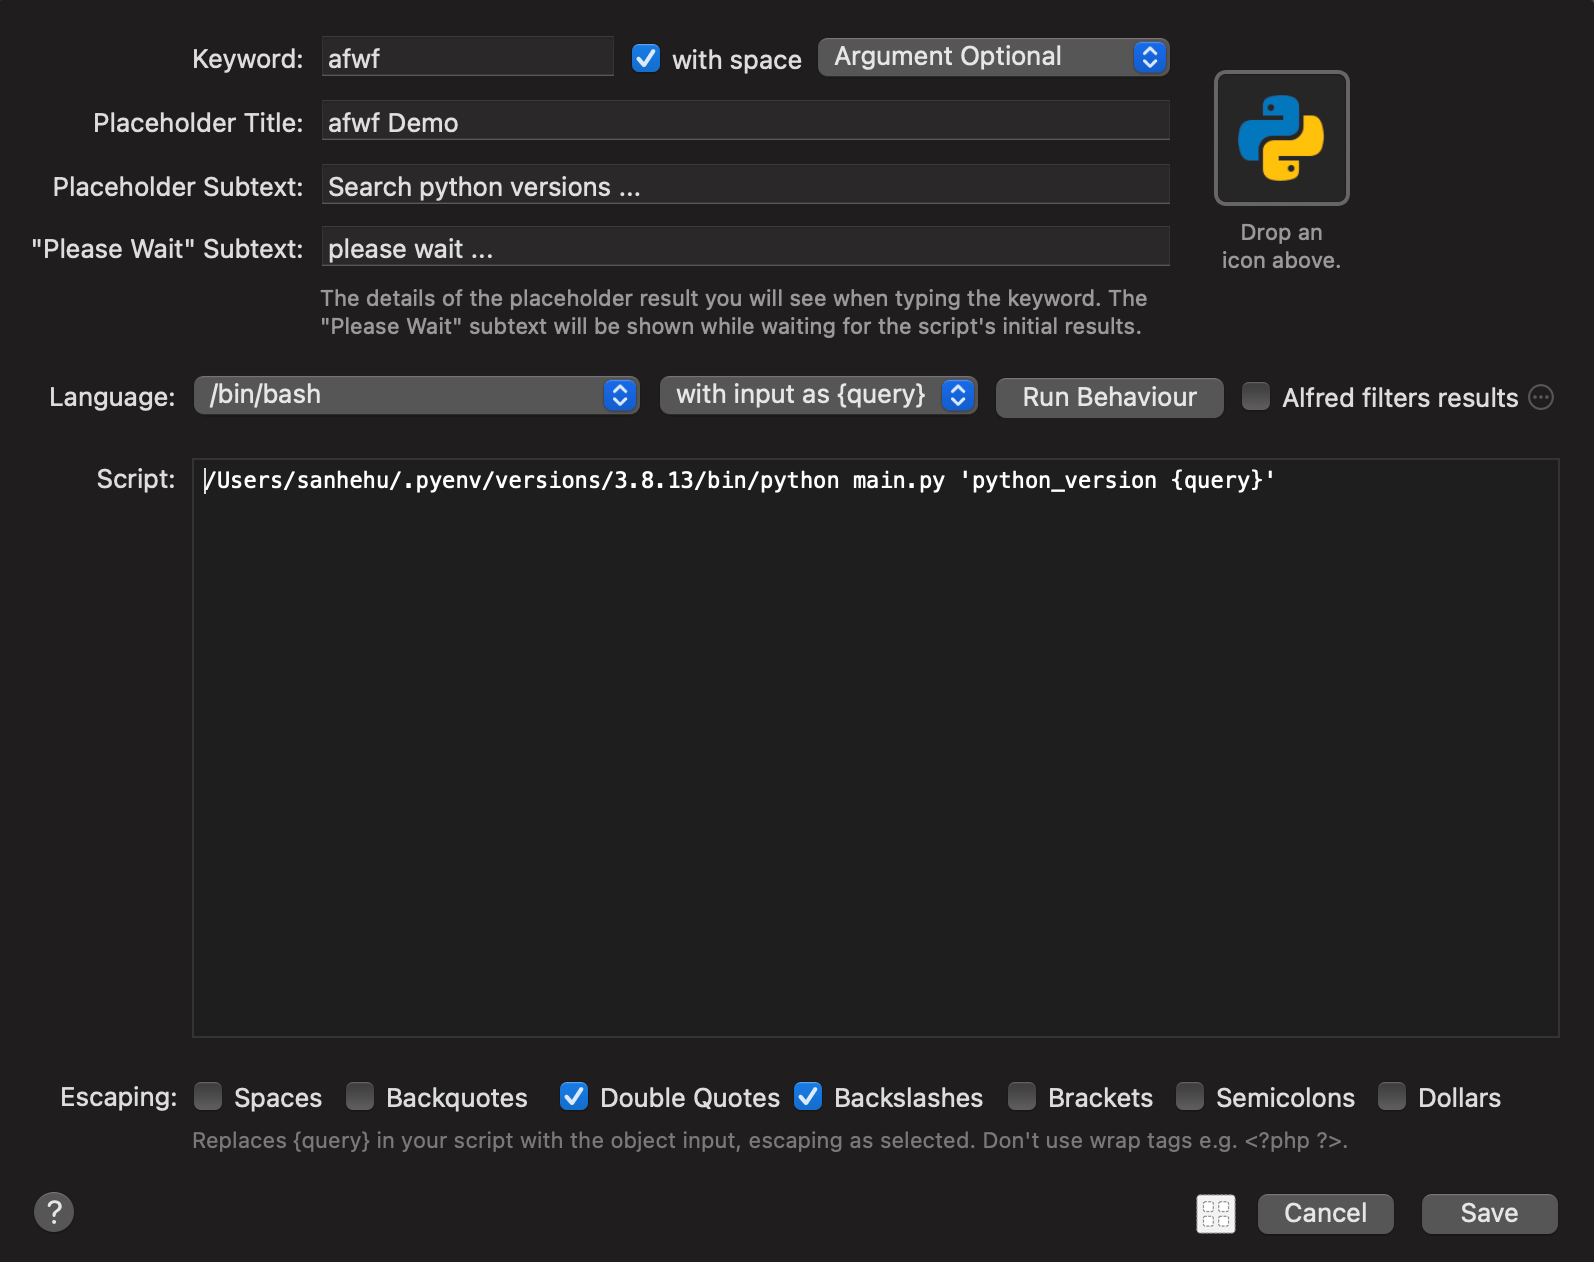 Keyword: afwf with space Argument Optional
Placeholder Title: afwf Demo
Placeholder Subtext: Search python versions ...
"Please Wait" Subtext: please wait ...
Drop an
icon above.
The details of the placeholder result you will see when typing the keyword. The
"Please Wait" subtext will be shown while waiting for the script's initial results.
Language: /bin/bash with input as {query} Run Behaviour Alfred filters results
Script: /Users/sanhehu/.pyenv/versions/3.8.13/bin/python main.py 'python_version {query}'
Escaping: Spaces Backquotes Double Quotes Backslashes Brackets Semicolons Dollars
Replaces {query} in your script with the object input, escaping as selected. Don't use wrap tags e.g. <?php ?>.
? Cancel Save